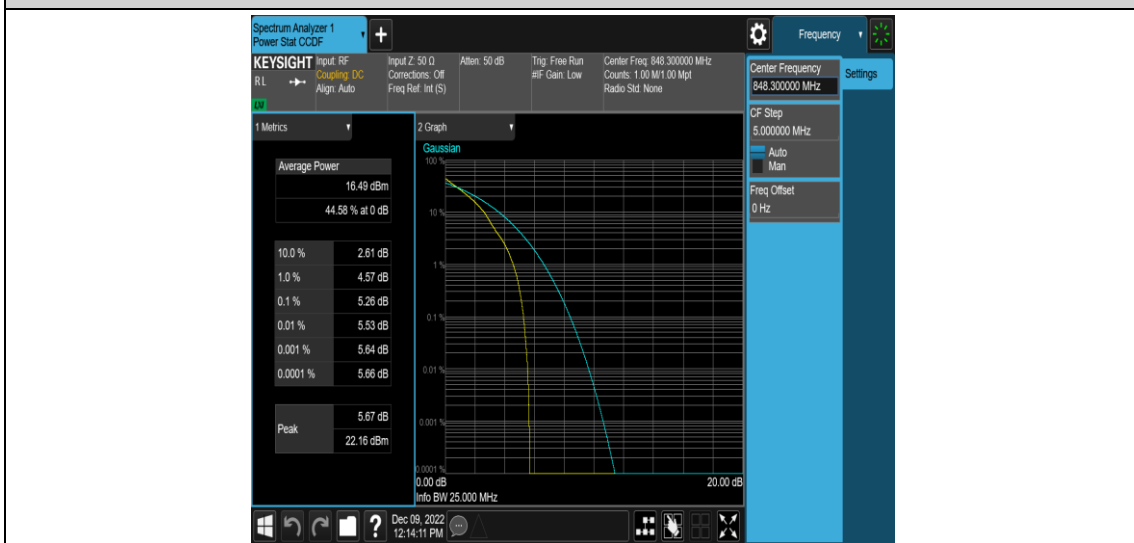 Spectrum Analyzer 1
Power Stat CCDF
+
Frequency
KEYSIGHT
RL
LXI
Input: RF
Coupling: DC
Align: Auto
Input Z: 50 Ω
Corrections: Off
Freq Ref: Int (S)
Atten: 50 dB
Trig: Free Run
#IF Gain: Low
Center Freq: 848.300000 MHz
Counts: 1.00 M/1.00 Mpt
Radio Std: None
Center Frequency
848.300000 MHz
Settings
CF Step
5.000000 MHz
Auto
Man
Freq Offset
0 Hz
1 Metrics
Average Power
16.49 dBm
44.58 % at 0 dB
10.0 % 2.61 dB
1.0 % 4.57 dB
0.1 % 5.26 dB
0.01 % 5.53 dB
0.001 % 5.64 dB
0.0001 % 5.66 dB
Peak 5.67 dB
22.16 dBm
2 Graph
Gaussian
100 %
10 %
1 %
0.1 %
0.01 %
0.001 %
0.0001 %
0.00 dB 20.00 dB
Info BW 25.000 MHz
?
Dec 09, 2022
12:14:11 PM